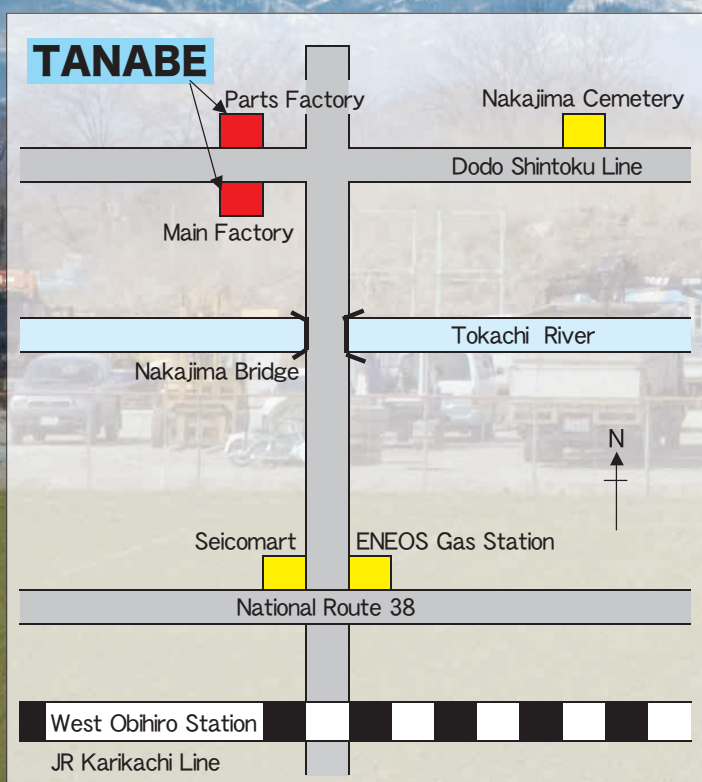 TANABE
Parts Factory
Nakajima Cemetery
Dodo Shintoku Line
Main Factory
Tokachi River
Nakajima Bridge
N
Seicomart
ENEOS Gas Station
National Route 38
West Obihiro Station
JR Karikachi Line